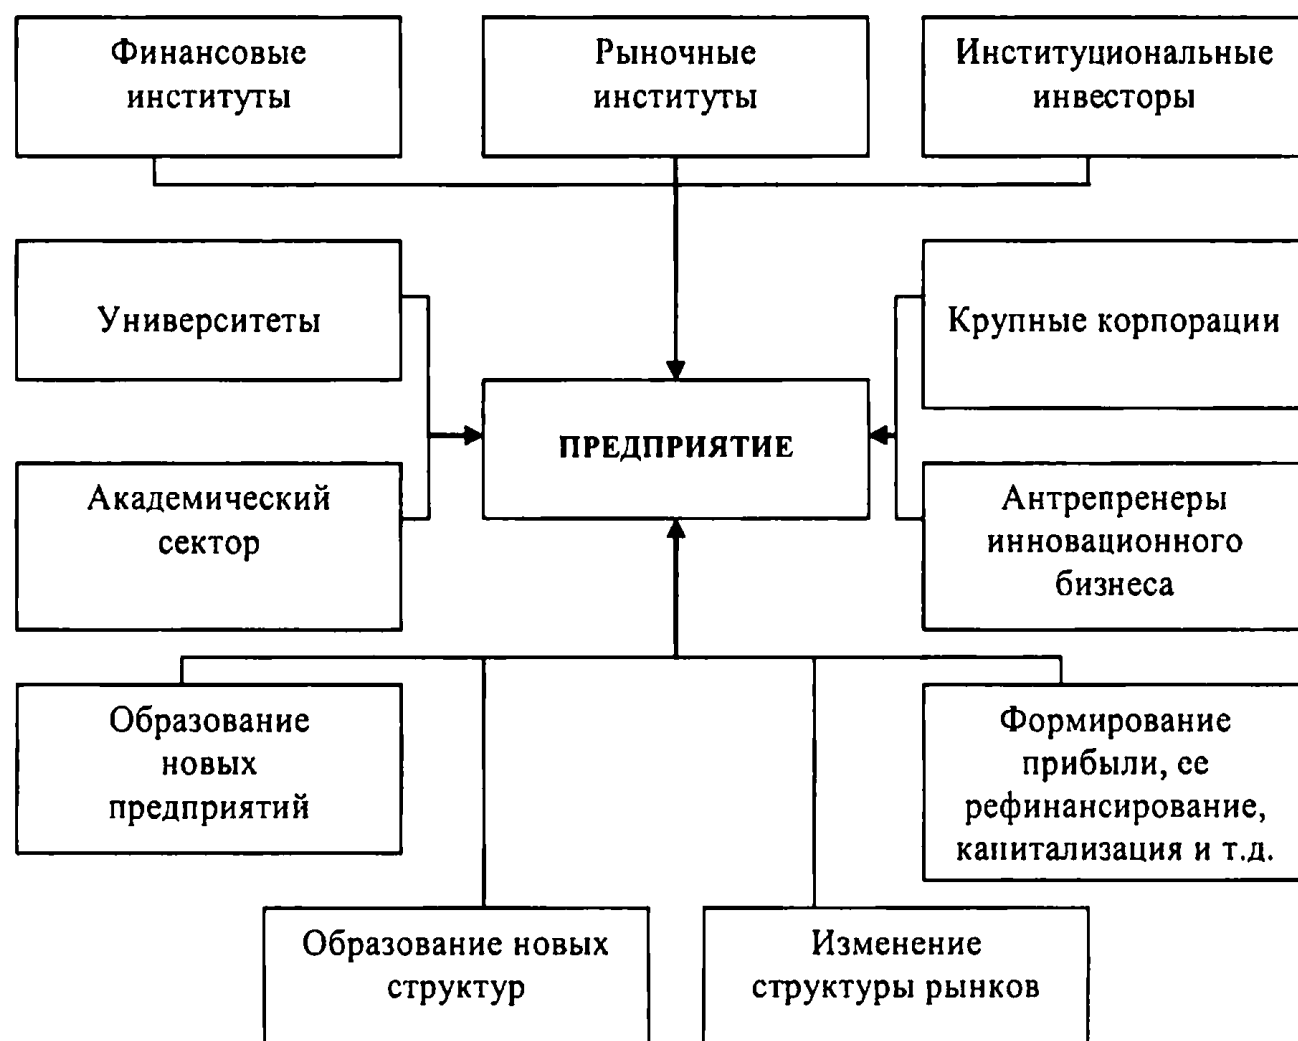 Финансовые
институты
Рыночные
институты
Институциональные
инвесторы
Университеты
Крупные корпорации
ПРЕДПРИЯТИЕ
Академический
сектор
Антрепренеры
инновационного
бизнеса
Образование
новых
предприятий
Формирование
прибыли, ее
рефинансирование,
капитализация и т.д.
Образование новых
структур
Изменение
структуры рынков